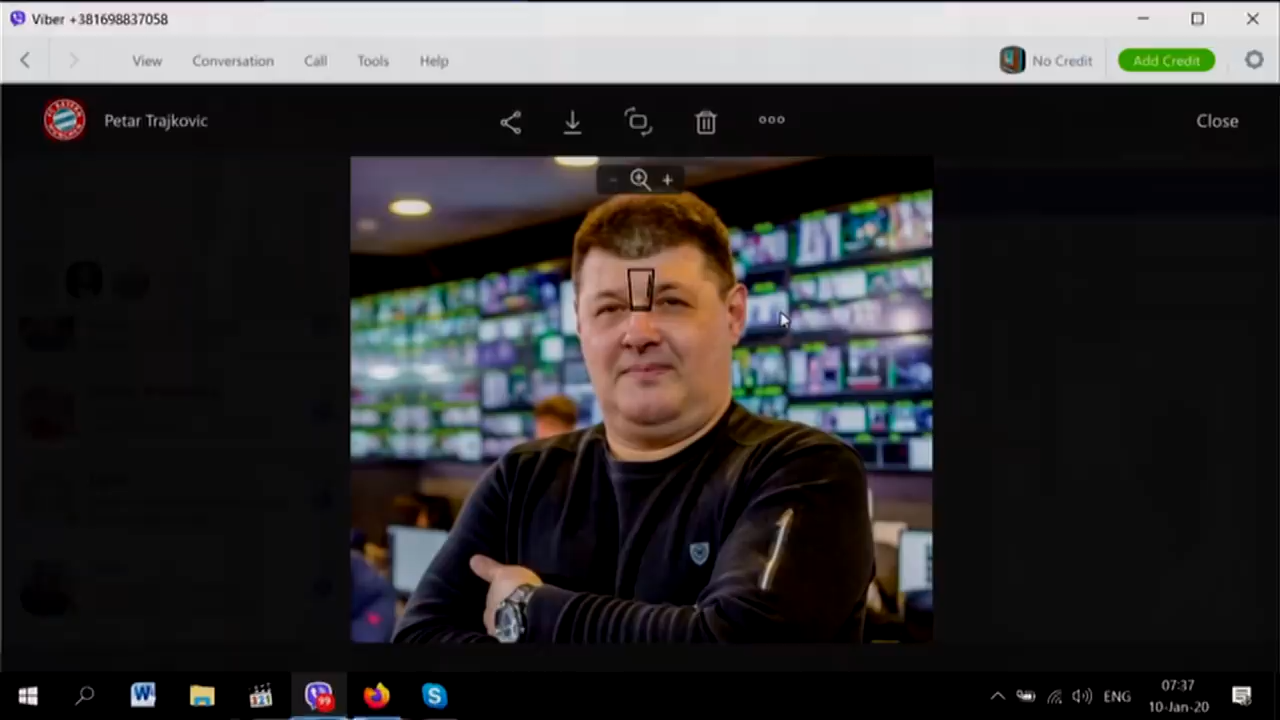 Viber +381698837058
View Conversation Call Tools Help
No Credit
Add Credit
Petar Trajkovic
Close
ENG
07:37
10-Jan-20